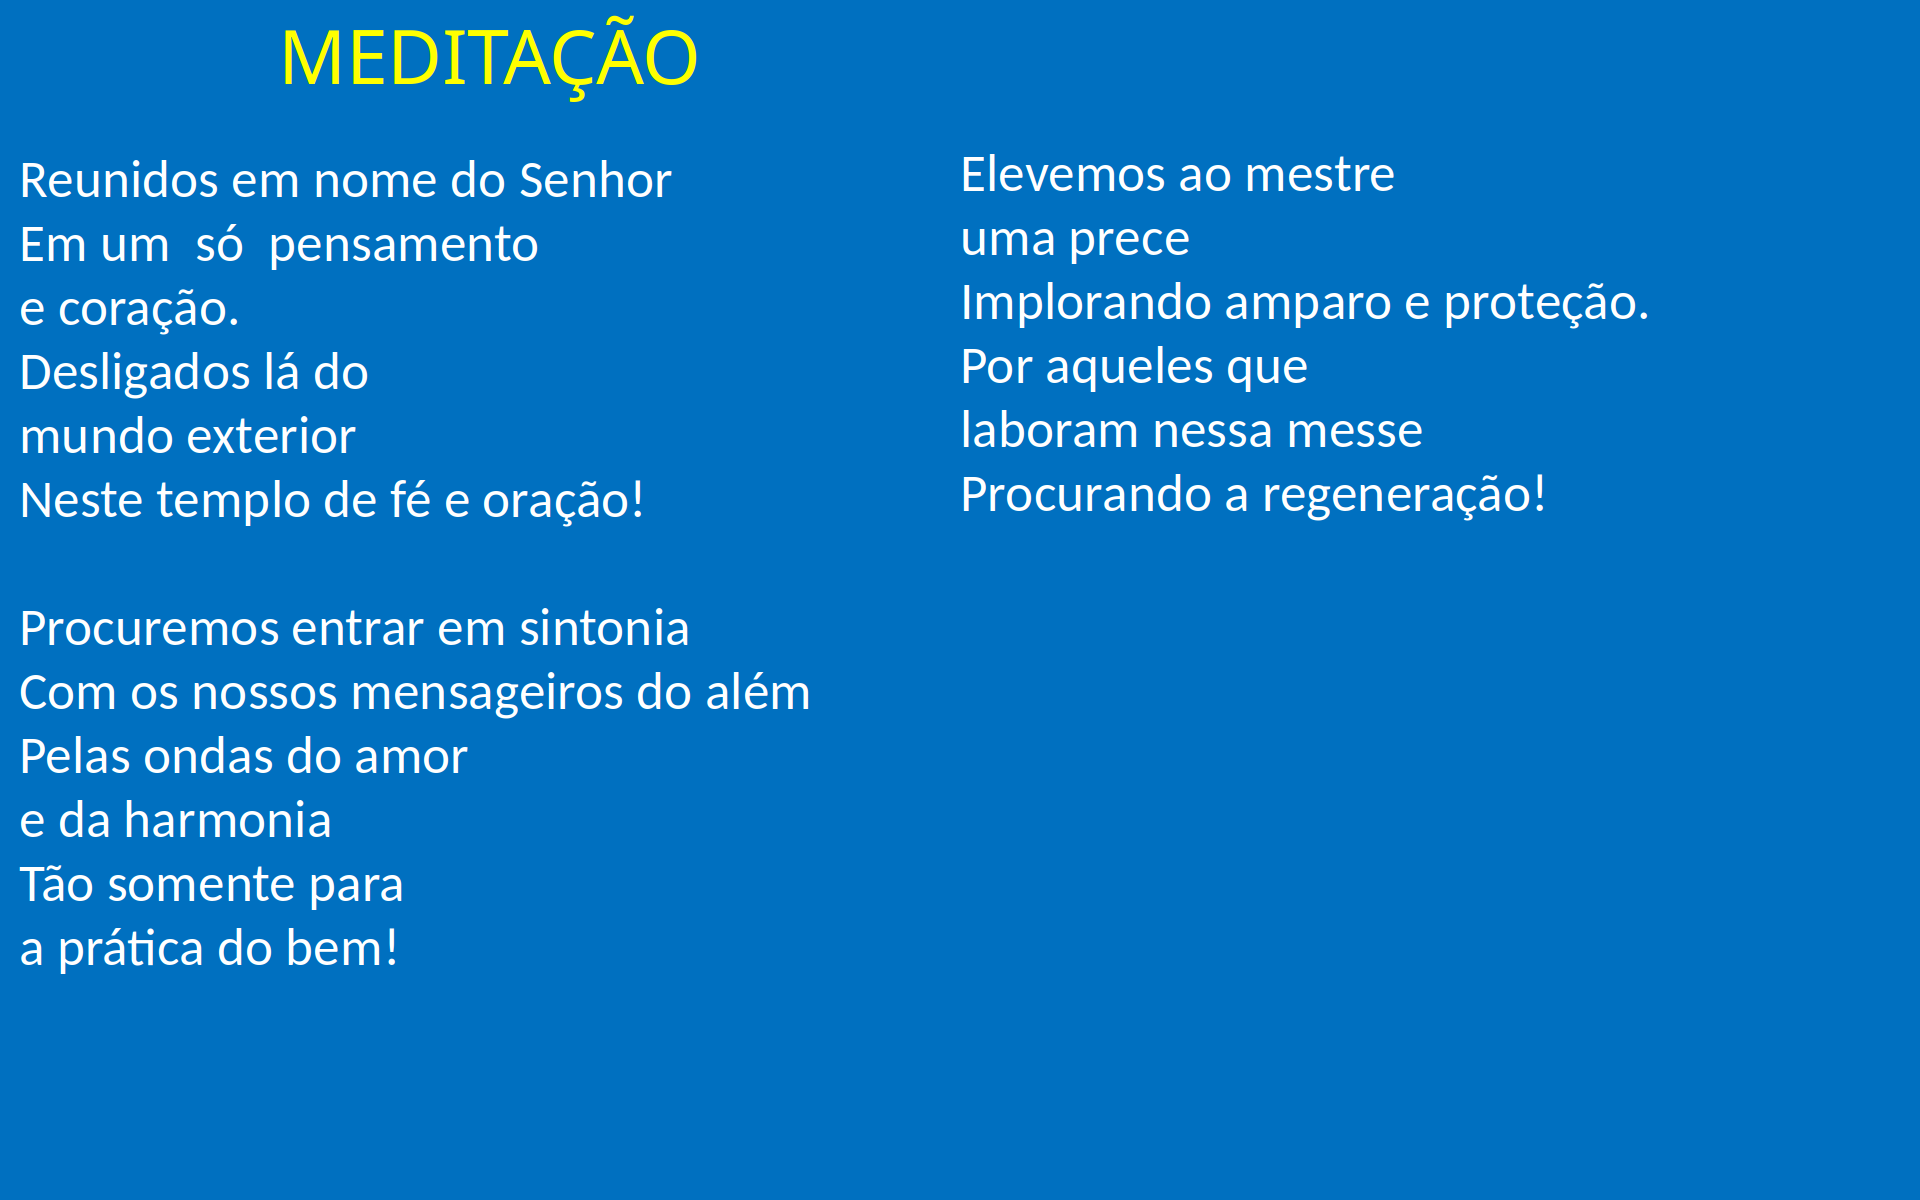 MEDITAÇÃO
Reunidos em nome do Senhor
Em um  só  pensamento
e coração.
Desligados lá do
mundo exterior
Neste templo de fé e oração!
Procuremos entrar em sintonia
Com os nossos mensageiros do além
Pelas ondas do amor
e da harmonia
Tão somente para
a prática do bem!
Elevemos ao mestre
uma prece
Implorando amparo e proteção.
Por aqueles que
laboram nessa messe
Procurando a regeneração!